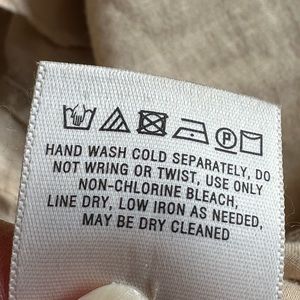 HAND WASH COLD SEPARATELY, DO
NOT WRING OR TWIST, USE ONLY
NON-CHLORINE BLEACH,
LINE DRY, LOW IRON AS NEEDED,
MAY BE DRY CLEANED